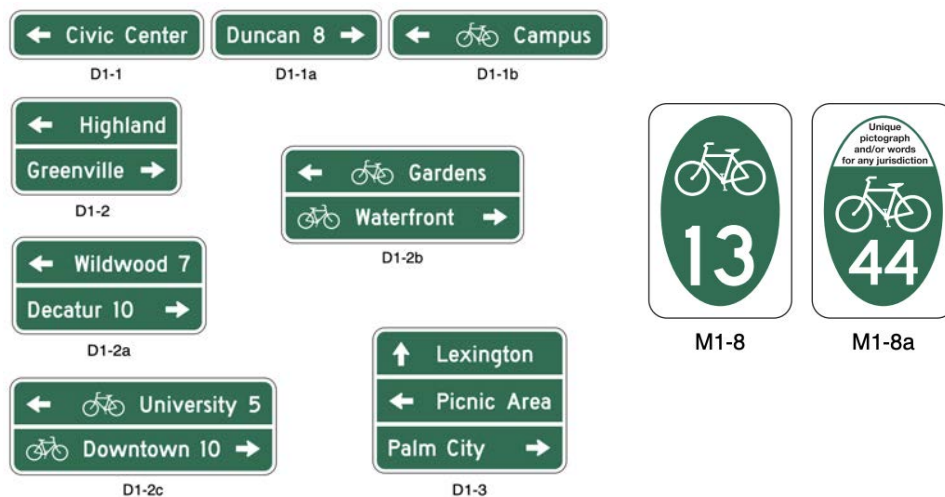 Civic Center
D1-1
Duncan 8
D1-1a
Campus
D1-1b
Highland
Greenville
D1-2
Gardens
Waterfront
D1-2b
Wildwood 7
Decatur 10
D1-2a
University 5
Downtown 10
D1-2c
Lexington
Picnic Area
Palm City
D1-3
13
M1-8
Unique
pictograph
and/or words
for any jurisdiction
44
M1-8a